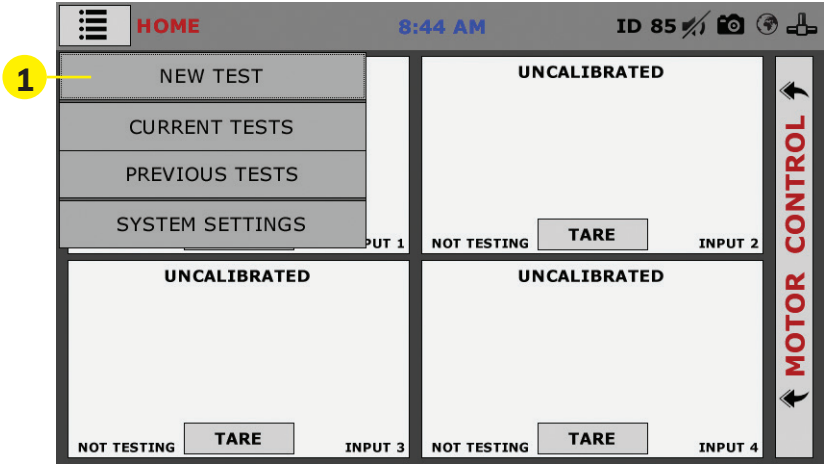 HOME 8:44 AM ID 85
1
NEW TEST
CURRENT TESTS
PREVIOUS TESTS
SYSTEM SETTINGS
PUT 1
UNCALIBRATED
NOT TESTING TARE INPUT 2
UNCALIBRATED
NOT TESTING TARE INPUT 3
UNCALIBRATED
NOT TESTING TARE INPUT 4
MOTOR CONTROL